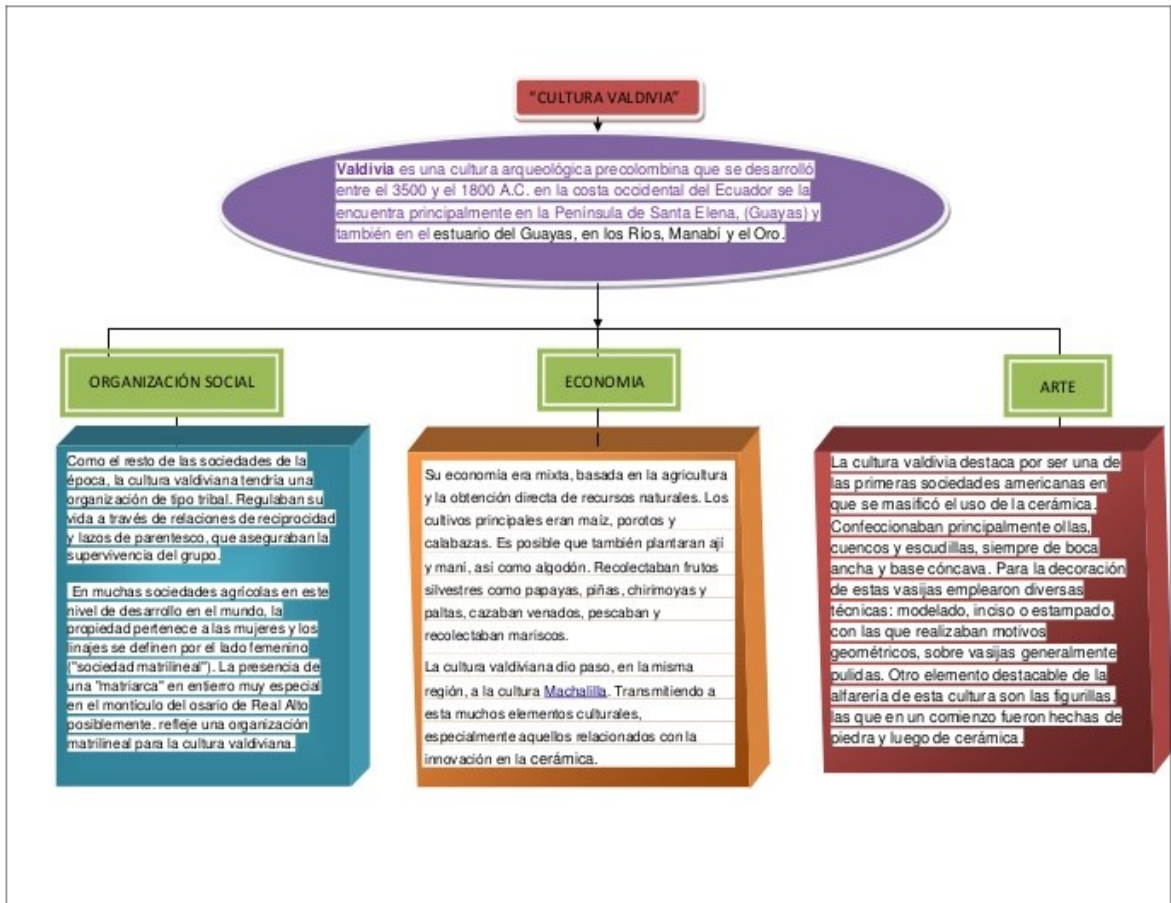 "CULTURA VALDIVIA"
Valdivia es una cultura arqueológica precolombina que se desarrolló
entre el 3500 y el 1800 A.C. en la costa occidental del Ecuador se la
encuentra principalmente en la Península de Santa Elena, (Guayas) y
también en el estuario del Guayas, en los Ríos, Manabí y el Oro.
ORGANIZACIÓN SOCIAL
Como el resto de las sociedades de la
época, la cultura valdiviana tendría una
organización de tipo tribal. Regulaban su
vida a través de relaciones de reciprocidad
y lazos de parentesco, que aseguraban la
supervivencia del grupo.
En muchas sociedades agrícolas en este
nivel de desarrollo en el mundo, la
propiedad pertenece a las mujeres y los
linajes se definen por el lado femenino
("sociedad matrilineal"). La presencia de
una "matriarca" en entierro muy especial
en el montículo del osario de Real Alto
posiblemente. refleje una organización
matrilineal para la cultura valdiviana.
ECONOMIA
Su economía era mixta, basada en la agricultura
y la obtención directa de recursos naturales. Los
cultivos principales eran maíz, porotos y
calabazas. Es posible que también plantaran ají
y maní, así como algodón. Recolectaban frutos
silvestres como papayas, piñas, chirimoyas y
paltas, cazaban venados, pescaban y
recolectaban mariscos.
La cultura valdiviana dio paso, en la misma
región, a la cultura Machalilla. Transmitiendo a
esta muchos elementos culturales,
especialmente aquellos relacionados con la
innovación en la cerámica.
ARTE
La cultura valdivia destaca por ser una de
las primeras sociedades americanas en
que se masificó el uso de la cerámica.
Confeccionaban principalmente ollas,
cuencos y escudillas, siempre de boca
ancha y base cóncava. Para la decoración
de estas vasijas emplearon diversas
técnicas: modelado, inciso o estampado,
con las que realizaban motivos
geométricos, sobre vasijas generalmente
pulidas. Otro elemento destacable de la
alfarería de esta cultura son las figurillas,
las que en un comienzo fueron hechas de
piedra y luego de cerámica.